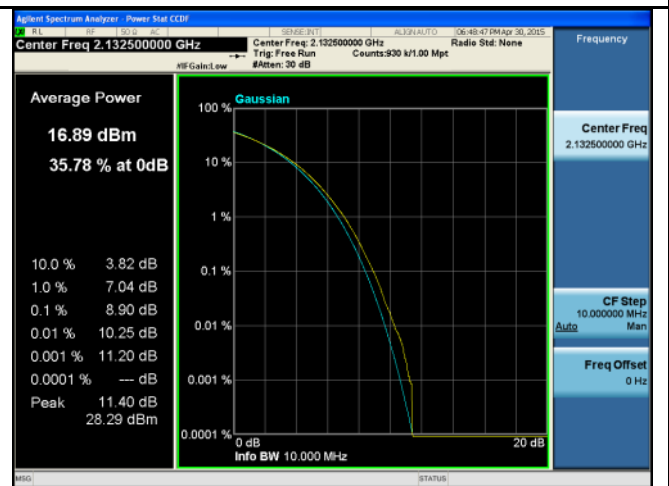 Agilent Spectrum Analyzer - Power Stat CCDF
RL RF 50 Ω AC SENSE:INT ALIGNAUTO 06:48:47 PM Apr 30, 2015
Center Freq 2.132500000 GHz
Center Freq: 2.132500000 GHz Radio Std: None
Trig: Free Run Counts:930 k/1.00 Mpt
#IFGain:Low #Atten: 30 dB
Frequency
Average Power
16.89 dBm
35.78 % at 0dB
10.0 % 3.82 dB
1.0 % 7.04 dB
0.1 % 8.90 dB
0.01 % 10.25 dB
0.001 % 11.20 dB
0.0001 % --- dB
Peak 11.40 dB
28.29 dBm
Gaussian
100 %
10 %
1 %
0.1 %
0.01 %
0.001 %
0.0001 %
0 dB 20 dB
Info BW 10.000 MHz
Center Freq
2.132500000 GHz
CF Step
10.000000 MHz
Auto Man
Freq Offset
0 Hz
MSG STATUS